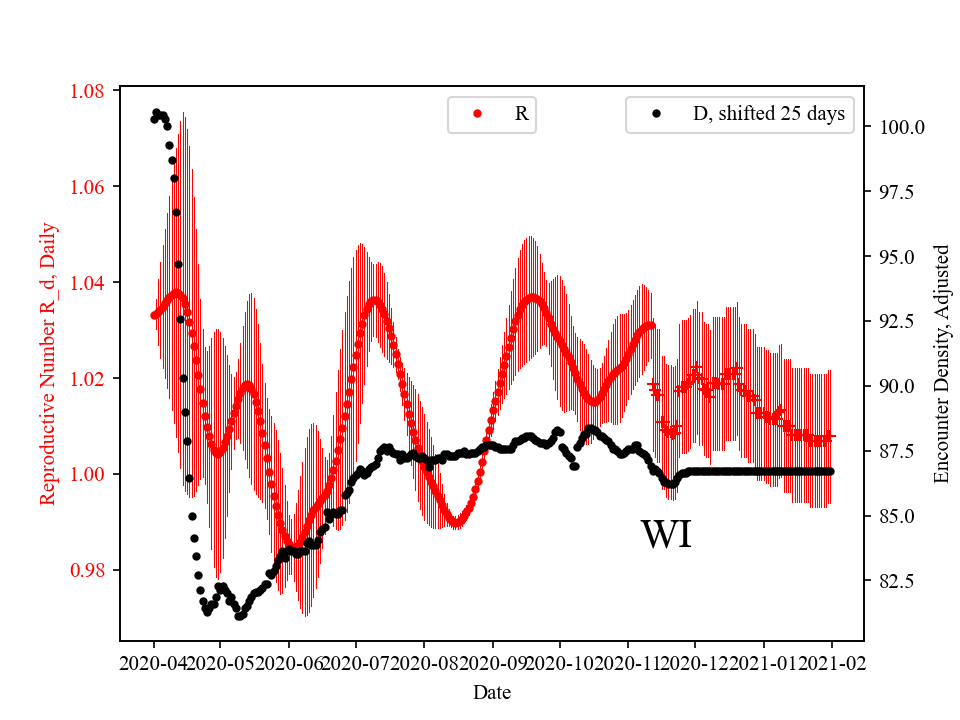 R
D, shifted 25 days
Reproductive Number R_d, Daily
1.08
1.06
1.04
1.02
1.00
0.98
100.0
97.5
95.0
92.5
90.0
87.5
85.0
82.5
Encounter Density, Adjusted
WI
2020-04 2020-05 2020-06 2020-07 2020-08 2020-09 2020-10 2020-11 2020-12 2021-01 2021-02
Date